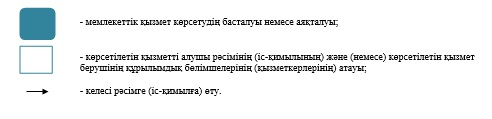 - мемлекеттік қызмет көрсетудің басталуы немесе аяқталуы;
- көрсетілетін қызметті алушы рәсімінің (іс-қимылының) және (немесе) көрсетілетін қызмет
берушінің құрылымдық бөлімшелерінің (қызметкерлерінің) атауы;
- келесі рәсімге (іс-қимылға) өту.